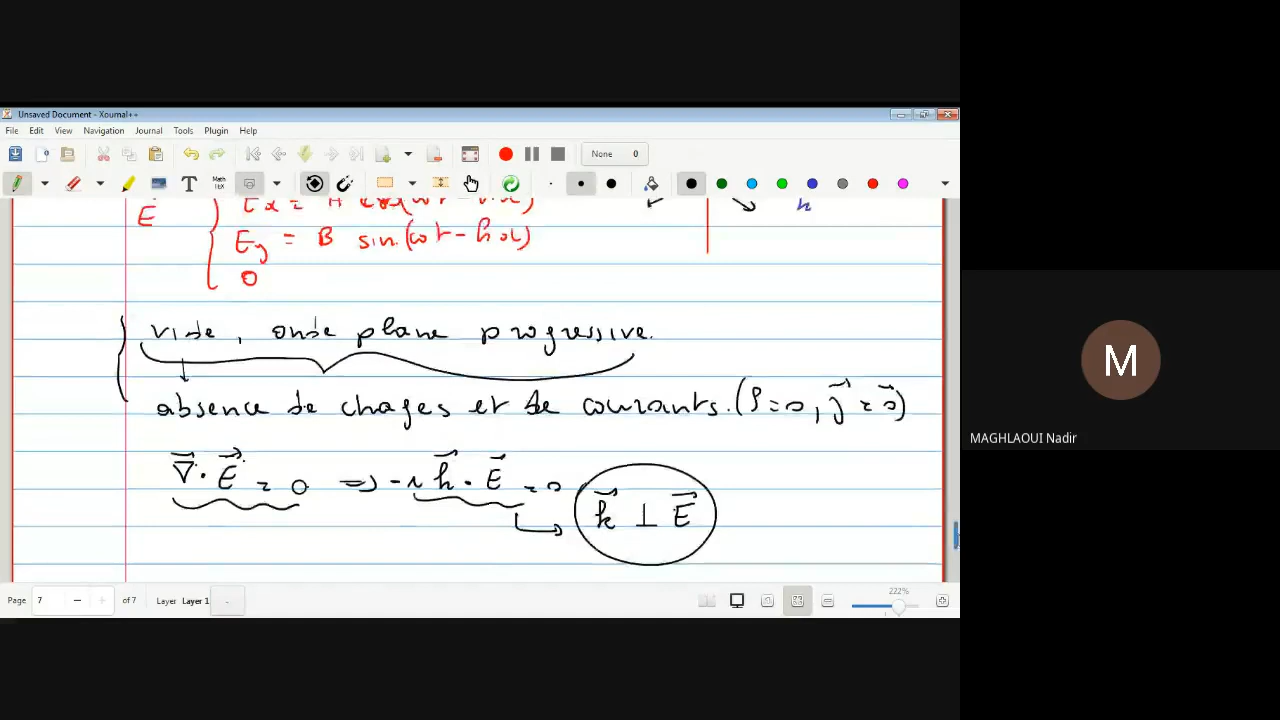 Unsaved Document - Xournal++
File Edit View Navigation Journal Tools Plugin Help
None 0
E⃗
Ey = B sin(ωt - kx)
0
k
vide, onde plane progressive.
absence de chages et de courants. (ρ = 0, j⃗ = 0⃗)
∇⃗ · E⃗ = 0 ⇒ -i k⃗ · E⃗ = 0
k⃗ ⊥ E⃗
Page 7 of 7 Layer Layer 1
222%
M
MAGHLAOUI Nadir